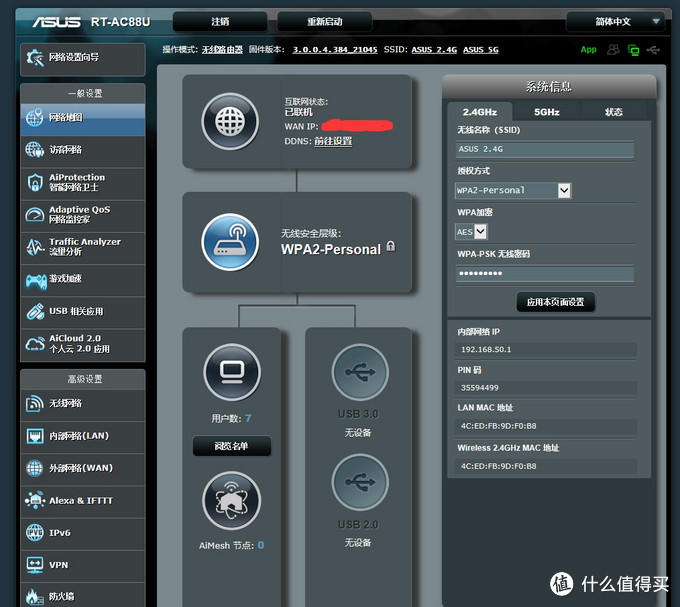 ASUS RT-AC88U
注销
重新启动
简体中文
操作模式: 无线路由器 固件版本: 3.0.0.4.384_21045 SSID: ASUS 2.4G ASUS 5G
App
网络设置向导
一般设置
网络地图
访客网络
AiProtection
智能网络卫士
Adaptive QoS
网络监控家
Traffic Analyzer
流量分析
游戏加速
USB 相关应用
AiCloud 2.0
个人云 2.0 应用
高级设置
无线网络
内部网络(LAN)
外部网络(WAN)
Alexa & IFTTT
IPv6
VPN
防火墙
互联网状态:
已联机
WAN IP:
DDNS: 前往设置
无线安全层级:
WPA2-Personal
用户数: 7
阅览名单
AiMesh 节点: 0
USB 3.0
无设备
USB 2.0
无设备
系统信息
2.4GHz
5GHz
状态
无线名称（SSID）
ASUS 2.4G
授权方式
WPA2-Personal
WPA加密
AES
WPA-PSK 无线密码
•••••••••
应用本页面设置
内部网络 IP
192.168.50.1
PIN 码
35594499
LAN MAC 地址
4C:ED:FB:9D:F0:B8
Wireless 2.4GHz MAC 地址
4C:ED:FB:9D:F0:B8
值 什么值得买